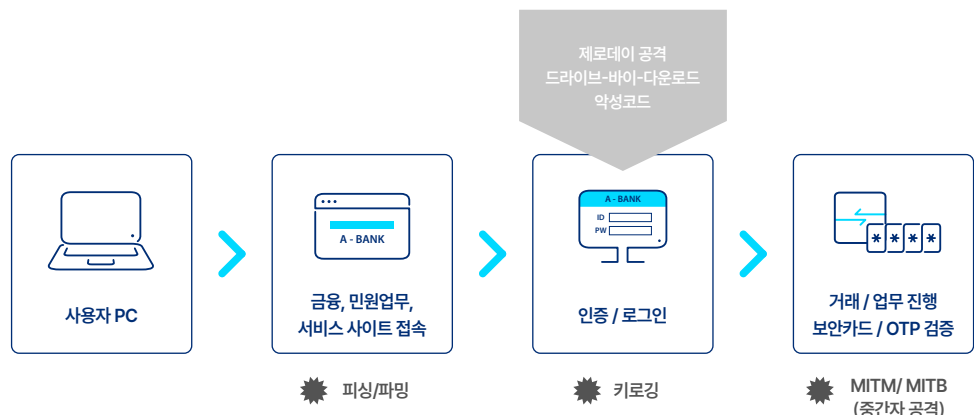 제로데이 공격
드라이브-바이-다운로드
악성코드
사용자 PC
A - BANK
금융, 민원업무,
서비스 사이트 접속
A - BANK
ID
PW
인증 / 로그인
* * * *
거래 / 업무 진행
보안카드 / OTP 검증
피싱/파밍
키로깅
MITM/ MITB
(중간자 공격)